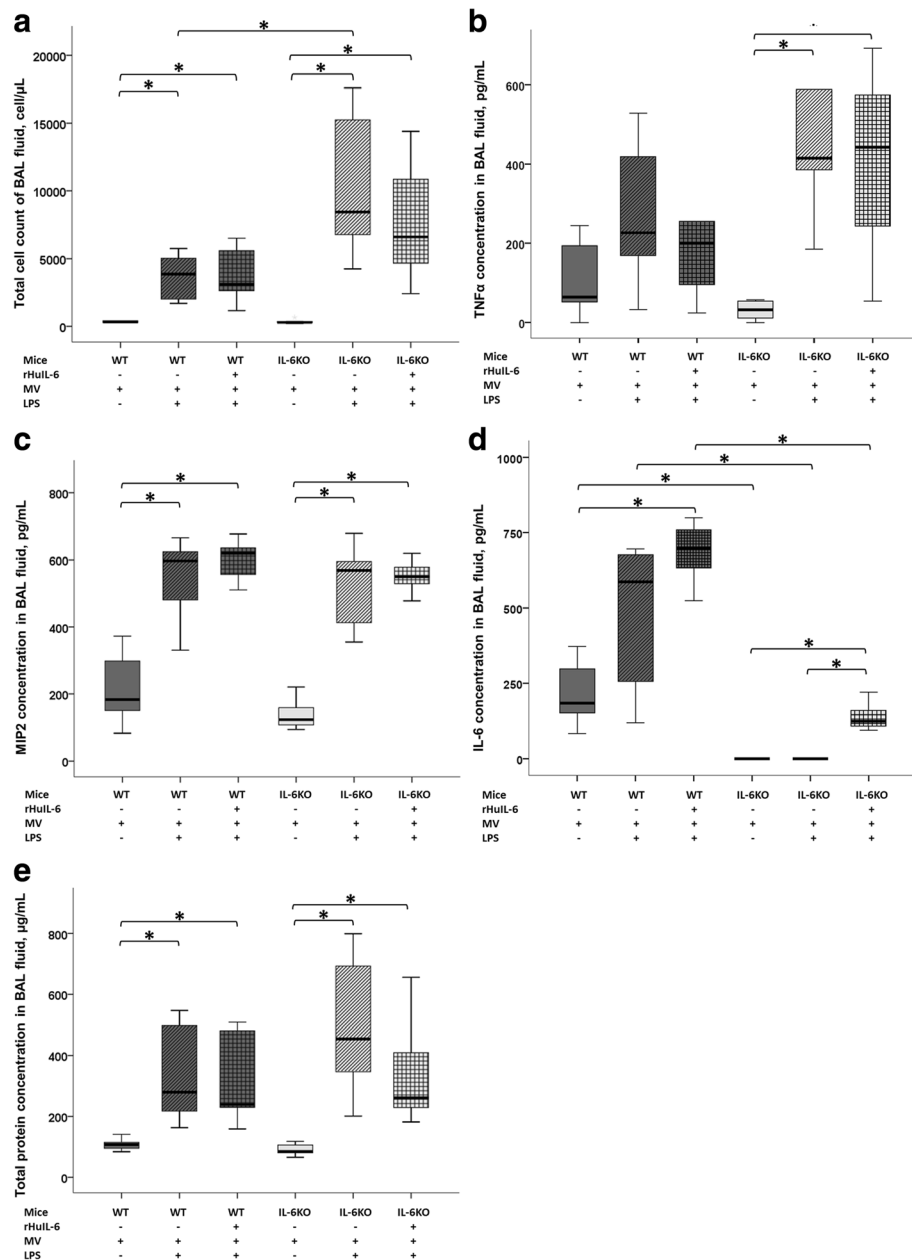 a
Total cell count of BAL fluid, cell/µL
20000
15000
10000
5000
0
* * * * *
Mice WT WT WT IL-6KO IL-6KO IL-6KO
rHuIL-6 - - + - - +
MV + + + + + +
LPS - + + - + +
b
TNFα concentration in BAL fluid, pg/mL
600
400
200
0
*
Mice WT WT WT IL-6KO IL-6KO IL-6KO
rHuIL-6 - - + - - +
MV + + + + + +
LPS - + + - + +
c
MIP2 concentration in BAL fluid, pg/mL
800
600
400
200
0
* * * *
Mice WT WT WT IL-6KO IL-6KO IL-6KO
rHuIL-6 - - + - - +
MV + + + + + +
LPS - + + - + +
d
IL-6 concentration in BAL fluid, pg/mL
1000
750
500
250
0
* * * * * *
Mice WT WT WT IL-6KO IL-6KO IL-6KO
rHuIL-6 - - + - - +
MV + + + + + +
LPS - + + - + +
e
Total protein concentration in BAL fluid, µg/mL
800
600
400
200
0
* * * *
Mice WT WT WT IL-6KO IL-6KO IL-6KO
rHuIL-6 - - + - - +
MV + + + + + +
LPS - + + - + +